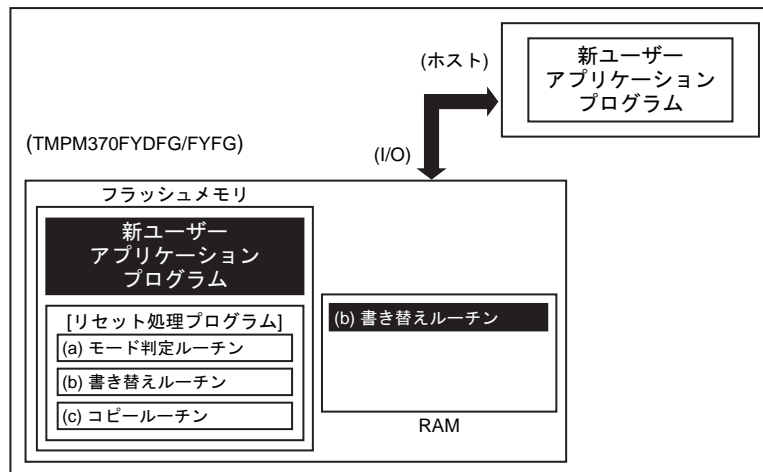 (ホスト)
新ユーザー
アプリケーション
プログラム
(TMPM370FYDFG/FYFG)
(I/O)
フラッシュメモリ
新ユーザー
アプリケーション
プログラム
[リセット処理プログラム]
(a) モード判定ルーチン
(b) 書き替えルーチン
(c) コピールーチン
(b) 書き替えルーチン
RAM